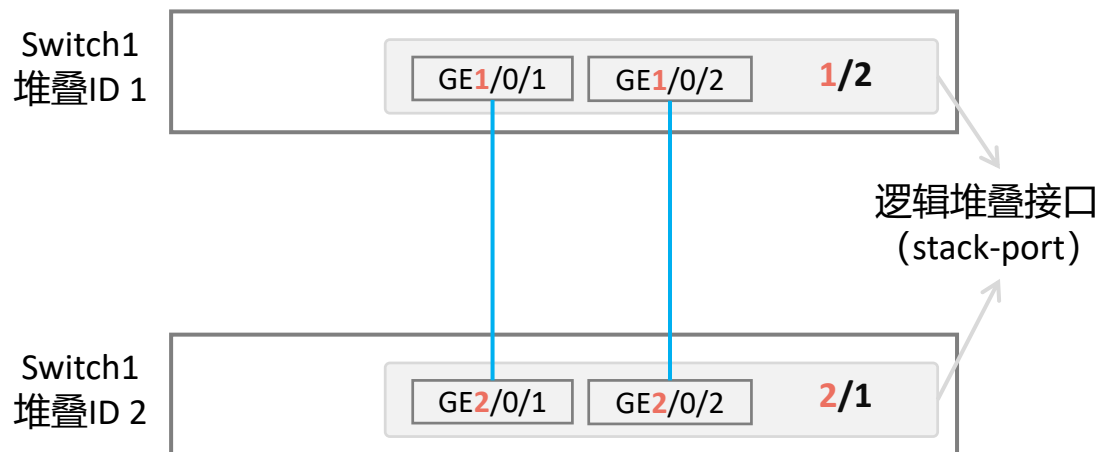 Switch1
堆叠ID 1
GE1/0/1
GE1/0/2
1/2
逻辑堆叠接口
（stack-port）
Switch1
堆叠ID 2
GE2/0/1
GE2/0/2
2/1